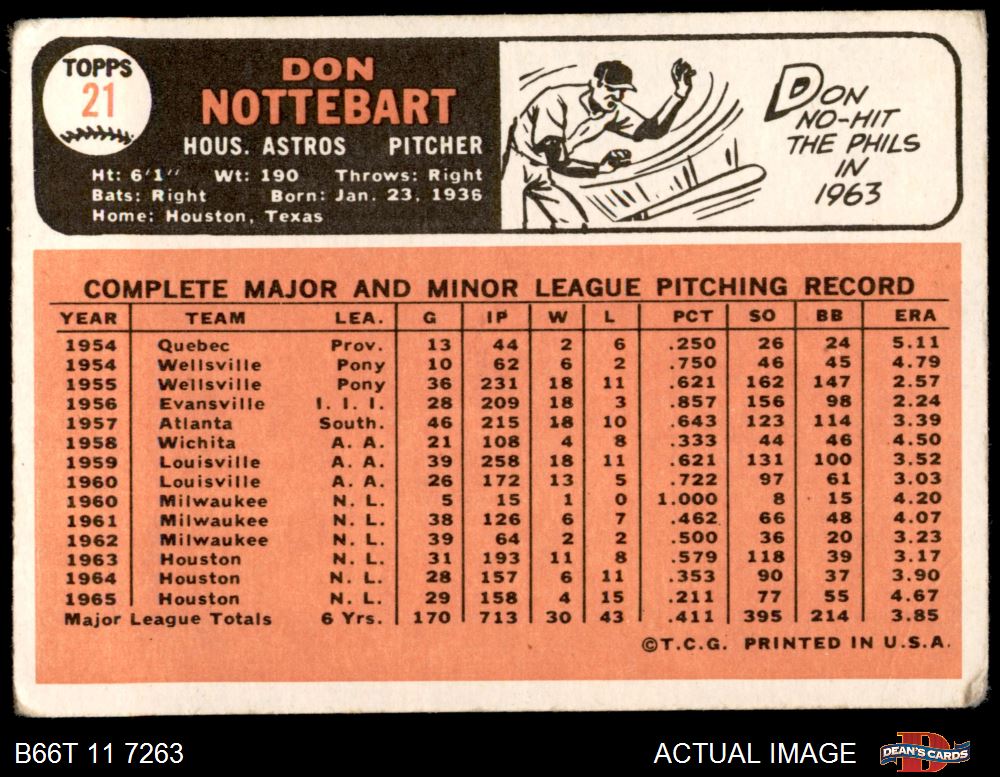 TOPPS
21
DON
NOTTEBART
HOUS. ASTROS PITCHER
Ht: 6'1" Wt: 190 Throws: Right
Bats: Right Born: Jan. 23, 1936
Home: Houston, Texas
DON
NO-HIT
THE PHILS
IN
1963
COMPLETE MAJOR AND MINOR LEAGUE PITCHING RECORD
YEAR TEAM LEA. G IP W L PCT SO BB ERA
1954 Quebec Prov. 13 44 2 6 .250 26 24 5.11
1954 Wellsville Pony 10 62 6 2 .750 46 45 4.79
1955 Wellsville Pony 36 231 18 11 .621 162 147 2.57
1956 Evansville I. I. I. 28 209 18 3 .857 156 98 2.24
1957 Atlanta South. 46 215 18 10 .643 123 114 3.39
1958 Wichita A. A. 21 108 4 8 .333 44 46 4.50
1959 Louisville A. A. 39 258 18 11 .621 131 100 3.52
1960 Louisville A. A. 26 172 13 5 .722 97 61 3.03
1960 Milwaukee N. L. 5 15 1 0 1.000 8 15 4.20
1961 Milwaukee N. L. 38 126 6 7 .462 66 48 4.07
1962 Milwaukee N. L. 39 64 2 2 .500 36 20 3.23
1963 Houston N. L. 31 193 11 8 .579 118 39 3.17
1964 Houston N. L. 28 157 6 11 .353 90 37 3.90
1965 Houston N. L. 29 158 4 15 .211 77 55 4.67
Major League Totals 6 Yrs. 170 713 30 43 .411 395 214 3.85
©T.C.G. PRINTED IN U.S.A.
B66T 11 7263 ACTUAL IMAGE DEAN'S CARDS